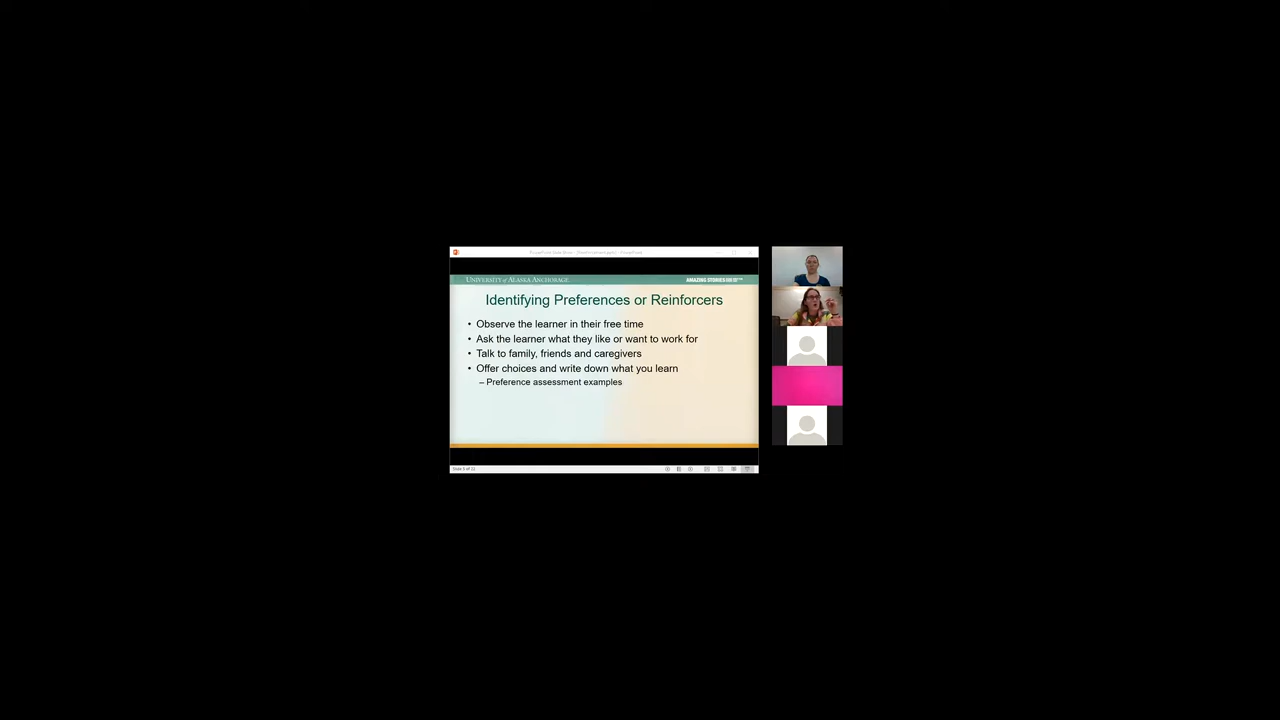 UNIVERSITY of ALASKA ANCHORAGE
Identifying Preferences or Reinforcers
• Observe the learner in their free time
• Ask the learner what they like or want to work for
• Talk to family, friends and caregivers
• Offer choices and write down what you learn
– Preference assessment examples